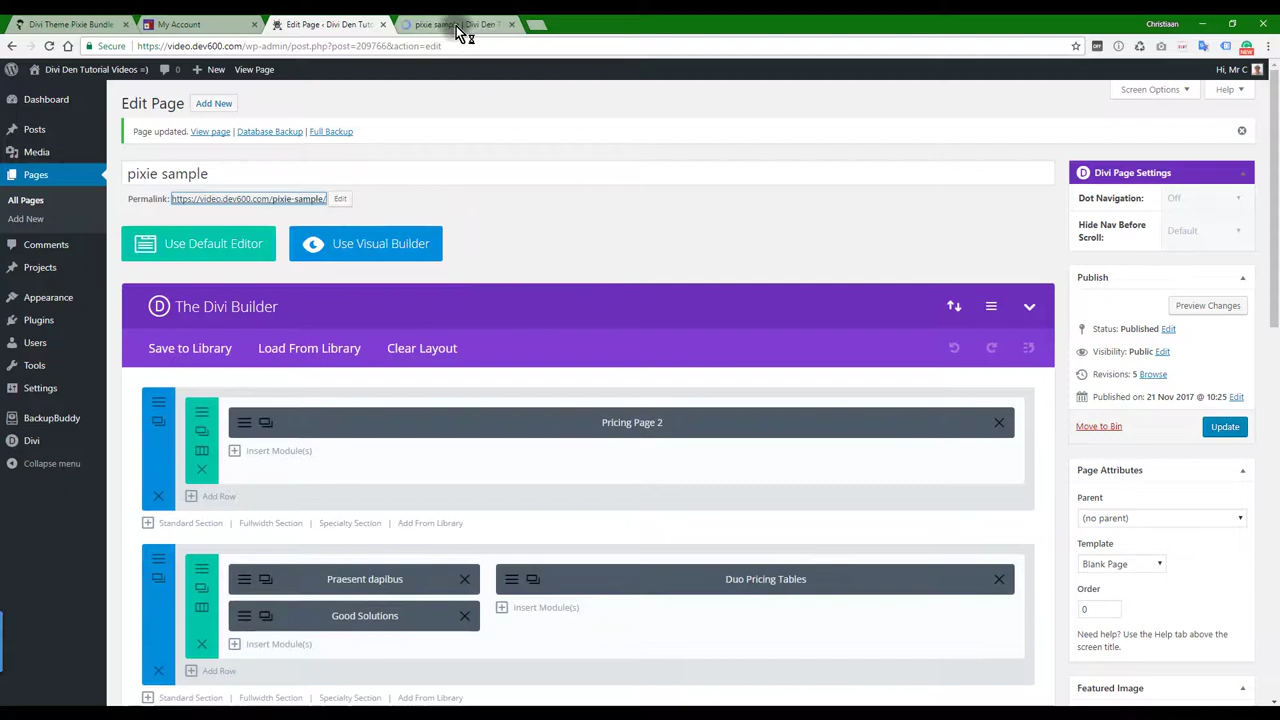 Divi Theme Pixie Bundle
My Account
Edit Page ‹ Divi Den Tuto
pixie sample | Divi Den T
Christiaan
Secure
https://video.dev600.com/wp-admin/post.php?post=209766&action=edit
Divi Den Tutorial Videos =)
0
New
View Page
Hi, Mr C
Dashboard
Posts
Media
Pages
All Pages
Add New
Comments
Projects
Appearance
Plugins
Users
Tools
Settings
BackupBuddy
Divi
Collapse menu
Edit Page
Add New
Screen Options
Help
Page updated. View page | Database Backup | Full Backup
pixie sample
Permalink: https://video.dev600.com/pixie-sample/
Edit
Use Default Editor
Use Visual Builder
The Divi Builder
Save to Library
Load From Library
Clear Layout
Pricing Page 2
Insert Module(s)
Add Row
Standard Section | Fullwidth Section | Specialty Section | Add From Library
Praesent dapibus
Duo Pricing Tables
Insert Module(s)
Good Solutions
Insert Module(s)
Add Row
Standard Section | Fullwidth Section | Specialty Section | Add From Library
Divi Page Settings
Dot Navigation:
Off
Hide Nav Before
Scroll:
Default
Publish
Preview Changes
Status: Published Edit
Visibility: Public Edit
Revisions: 5 Browse
Published on: 21 Nov 2017 @ 10:25 Edit
Move to Bin
Update
Page Attributes
Parent
(no parent)
Template
Blank Page
Order
0
Need help? Use the Help tab above the
screen title.
Featured Image